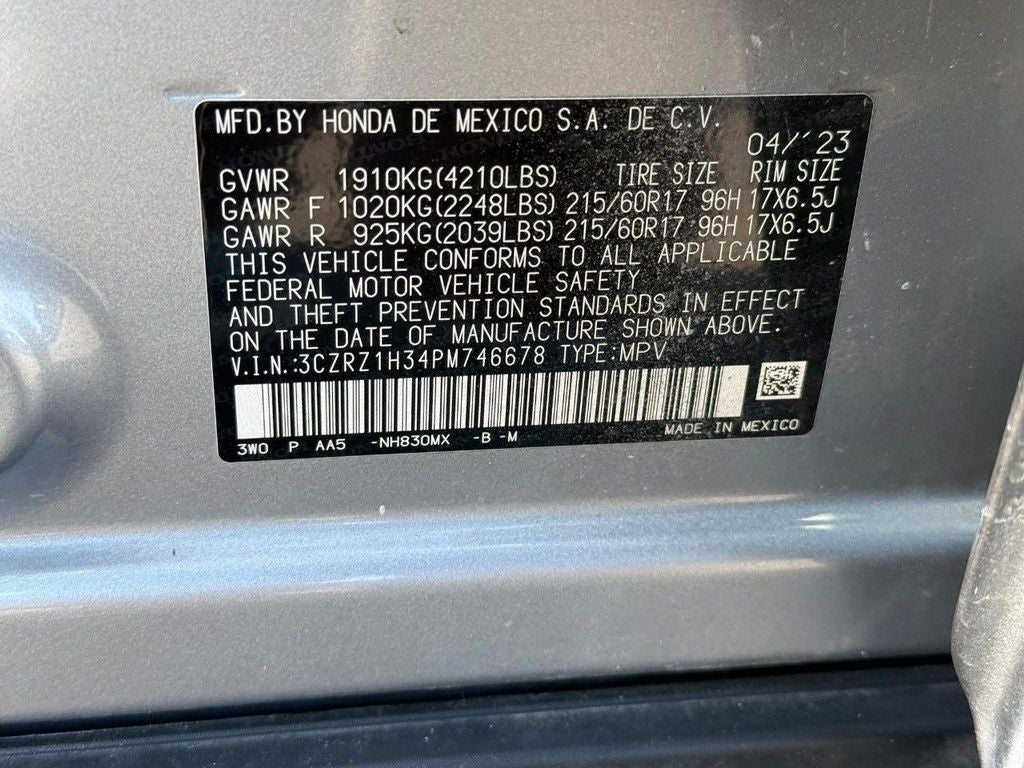 MFD.BY HONDA DE MEXICO S.A. DE C.V.
04/´23
GVWR 1910KG(4210LBS) TIRE SIZE RIM SIZE
GAWR F 1020KG(2248LBS) 215/60R17 96H 17X6.5J
GAWR R 925KG(2039LBS) 215/60R17 96H 17X6.5J
THIS VEHICLE CONFORMS TO ALL APPLICABLE
FEDERAL MOTOR VEHICLE SAFETY
AND THEFT PREVENTION STANDARDS IN EFFECT
ON THE DATE OF MANUFACTURE SHOWN ABOVE.
V.I.N.:3CZRZ1H34PM746678 TYPE:MPV
3W0 P AA5 -NH830MX -B -M MADE IN MEXICO